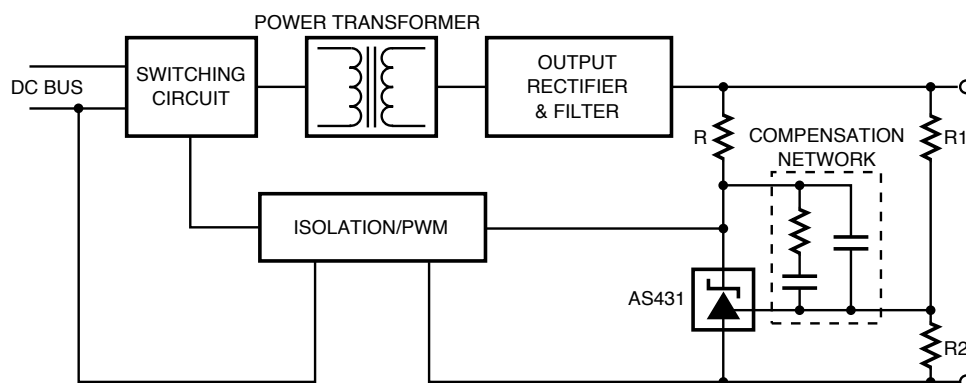 POWER TRANSFORMER
DC BUS
SWITCHING
CIRCUIT
OUTPUT
RECTIFIER
& FILTER
R
COMPENSATION
NETWORK
R1
ISOLATION/PWM
AS431
R2